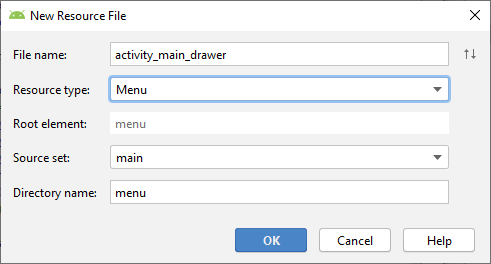 New Resource File
File name: activity_main_drawer
Resource type: Menu
Root element: menu
Source set: main
Directory name: menu
OK Cancel Help